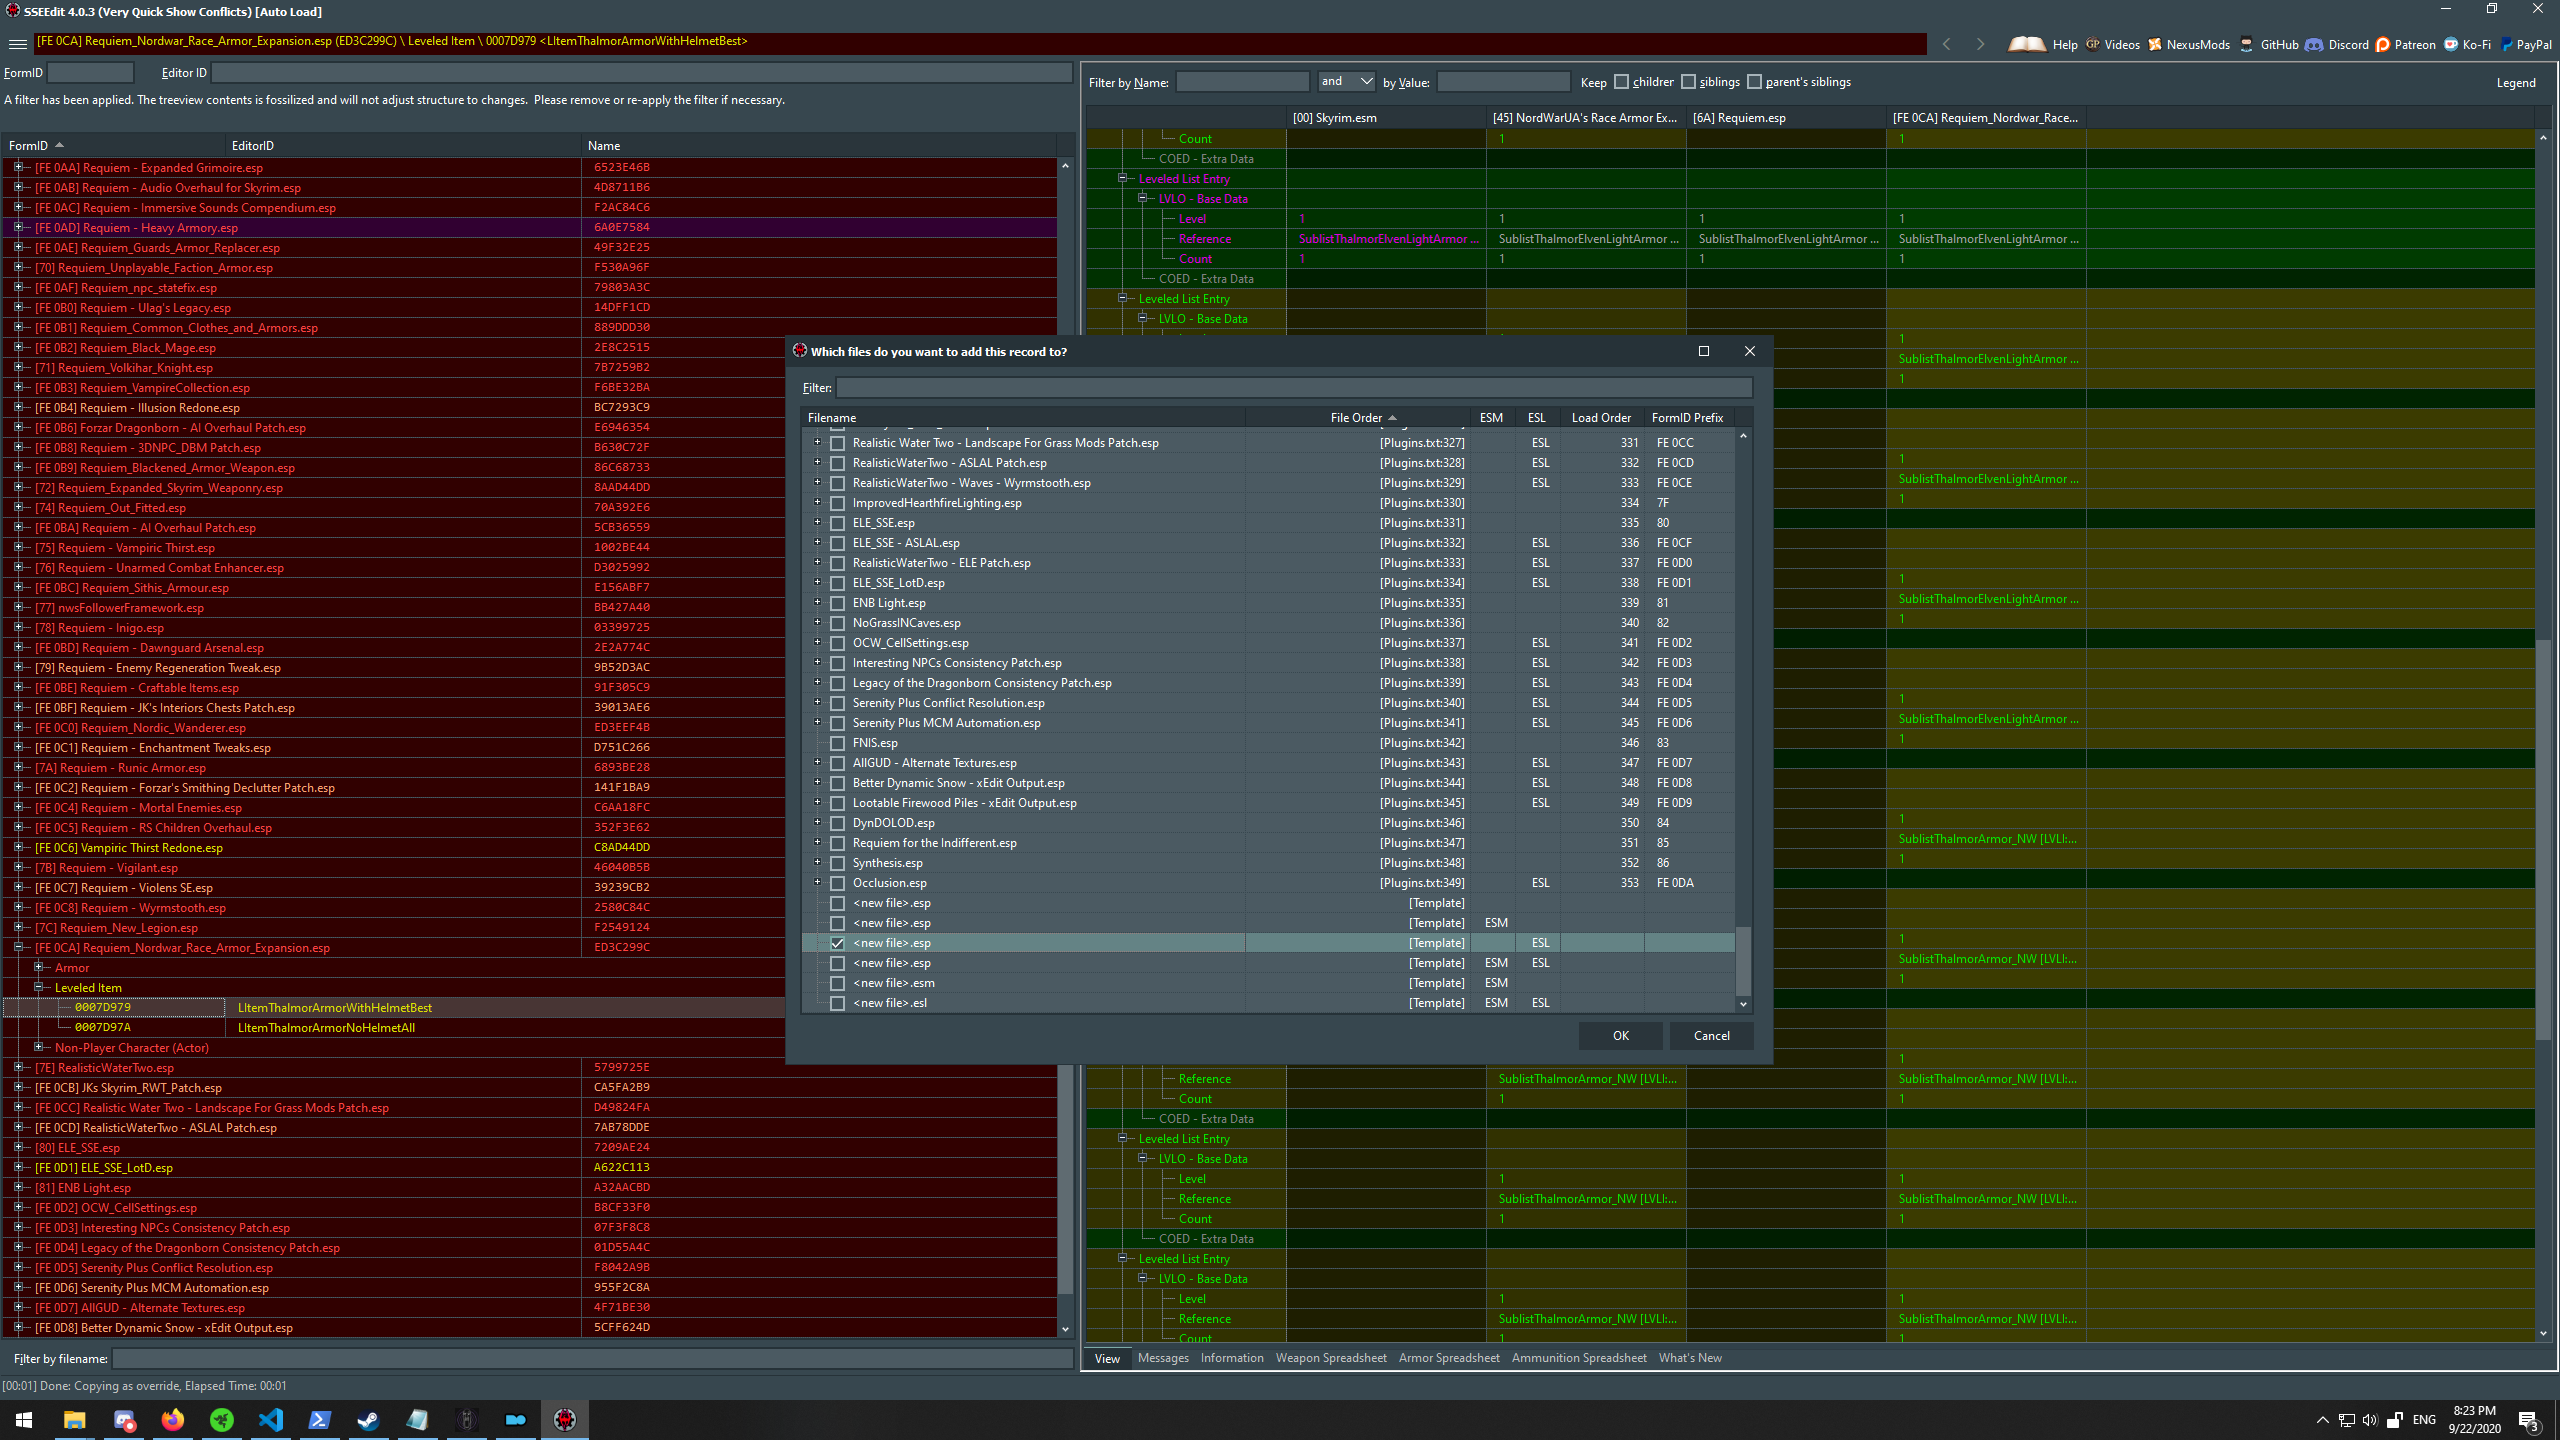 SSEEdit 4.0.3 (Very Quick Show Conflicts) [Auto Load]
[FE 0CA] Requiem_Nordwar_Race_Armor_Expansion.esp (ED3C299C) \ Leveled Item \ 0007D979 <LItemThalmorArmorWithHelmetBest>
Help Videos NexusMods GitHub Discord Patreon Ko-Fi PayPal
FormID Editor ID
A filter has been applied. The treeview contents is fossilized and will not adjust structure to changes. Please remove or re-apply the filter if necessary.
FormID EditorID Name
[FE 0AA] Requiem - Expanded Grimoire.esp 6523E46B
[FE 0AB] Requiem - Audio Overhaul for Skyrim.esp 4D8711B6
[FE 0AC] Requiem - Immersive Sounds Compendium.esp F2AC84C6
[FE 0AD] Requiem - Heavy Armory.esp 6A0E7584
[FE 0AE] Requiem_Guards_Armor_Replacer.esp 49F32E25
[70] Requiem_Unplayable_Faction_Armor.esp F530A96F
[FE 0AF] Requiem_npc_statefix.esp 79803A3C
[FE 0B0] Requiem - Ulag's Legacy.esp 14DFF1CD
[FE 0B1] Requiem_Common_Clothes_and_Armors.esp 889DDD30
[FE 0B2] Requiem_Black_Mage.esp 2E8C2515
[71] Requiem_Volkihar_Knight.esp 7B7259B2
[FE 0B3] Requiem_VampireCollection.esp F6BE32BA
[FE 0B4] Requiem - Illusion Redone.esp BC7293C9
[FE 0B6] Forzar Dragonborn - AI Overhaul Patch.esp E6946354
[FE 0B8] Requiem - 3DNPC_DBM Patch.esp B630C72F
[FE 0B9] Requiem_Blackened_Armor_Weapon.esp 86C68733
[72] Requiem_Expanded_Skyrim_Weaponry.esp 8AAD44DD
[74] Requiem_Out_Fitted.esp 70A392E6
[FE 0BA] Requiem - AI Overhaul Patch.esp 5CB36559
[75] Requiem - Vampiric Thirst.esp 1002BE44
[76] Requiem - Unarmed Combat Enhancer.esp D3025992
[FE 0BC] Requiem_Sithis_Armour.esp E156ABF7
[77] nwsFollowerFramework.esp BB427A40
[78] Requiem - Inigo.esp 03399725
[FE 0BD] Requiem - Dawnguard Arsenal.esp 2E2A774C
[79] Requiem - Enemy Regeneration Tweak.esp 9B52D3AC
[FE 0BE] Requiem - Craftable Items.esp 91F305C9
[FE 0BF] Requiem - JK's Interiors Chests Patch.esp 39013AE6
[FE 0C0] Requiem_Nordic_Wanderer.esp ED3EEF4B
[FE 0C1] Requiem - Enchantment Tweaks.esp D751C266
[7A] Requiem - Runic Armor.esp 6893BE28
[FE 0C2] Requiem - Forzar's Smithing Declutter Patch.esp 141F1BA9
[FE 0C4] Requiem - Mortal Enemies.esp C6AA18FC
[FE 0C5] Requiem - RS Children Overhaul.esp 352F3E62
[FE 0C6] Vampiric Thirst Redone.esp C8AD44DD
[7B] Requiem - Vigilant.esp 46040B5B
[FE 0C7] Requiem - Violens SE.esp 39239CB2
[FE 0C8] Requiem - Wyrmstooth.esp 2580C84C
[7C] Requiem_New_Legion.esp F2549124
[FE 0CA] Requiem_Nordwar_Race_Armor_Expansion.esp ED3C299C
Armor
Leveled Item
0007D979 LItemThalmorArmorWithHelmetBest
0007D97A LItemThalmorArmorNoHelmetAll
Non-Player Character (Actor)
[7E] RealisticWaterTwo.esp 5799725E
[FE 0CB] JKs Skyrim_RWT_Patch.esp CA5FA2B9
[FE 0CC] Realistic Water Two - Landscape For Grass Mods Patch.esp D49824FA
[FE 0CD] RealisticWaterTwo - ASLAL Patch.esp 7AB78DDE
[80] ELE_SSE.esp 7209AE24
[FE 0D1] ELE_SSE_LotD.esp A622C113
[81] ENB Light.esp A32AACBD
[FE 0D2] OCW_CellSettings.esp B8CF33F0
[FE 0D3] Interesting NPCs Consistency Patch.esp 07F3F8C8
[FE 0D4] Legacy of the Dragonborn Consistency Patch.esp 01D55A4C
[FE 0D5] Serenity Plus Conflict Resolution.esp F8042A9B
[FE 0D6] Serenity Plus MCM Automation.esp 955F2C8A
[FE 0D7] AllGUD - Alternate Textures.esp 4F71BE30
[FE 0D8] Better Dynamic Snow - xEdit Output.esp 5CFF624D
Filter by filename:
[00:01] Done: Copying as override, Elapsed Time: 00:01
Filter by Name: and by Value: Keep children siblings parent's siblings Legend
[00] Skyrim.esm [45] NordWarUA's Race Armor Ex... [6A] Requiem.esp [FE 0CA] Requiem_Nordwar_Race...
Count 1 1
COED - Extra Data
Leveled List Entry
LVLO - Base Data
Level 1 1 1 1
Reference SublistThalmorElvenLightArmor ... SublistThalmorElvenLightArmor ... SublistThalmorElvenLightArmor ... SublistThalmorElvenLightArmor ...
Count 1 1 1 1
COED - Extra Data
Leveled List Entry
LVLO - Base Data
1
SublistThalmorElvenLightArmor ...
1
1
SublistThalmorElvenLightArmor ...
1
1
SublistThalmorElvenLightArmor ...
1
1
SublistThalmorElvenLightArmor ...
1
1
SublistThalmorArmor_NW [LVLI:...
1
1
SublistThalmorArmor_NW [LVLI:...
1
1
Reference SublistThalmorArmor_NW [LVLI:... SublistThalmorArmor_NW [LVLI:...
Count 1 1
COED - Extra Data
Leveled List Entry
LVLO - Base Data
Level 1 1
Reference SublistThalmorArmor_NW [LVLI:... SublistThalmorArmor_NW [LVLI:...
Count 1 1
COED - Extra Data
Leveled List Entry
LVLO - Base Data
Level 1 1
Reference SublistThalmorArmor_NW [LVLI:... SublistThalmorArmor_NW [LVLI:...
Count 1 1
View Messages Information Weapon Spreadsheet Armor Spreadsheet Ammunition Spreadsheet What's New
Which files do you want to add this record to?
Filter:
Filename File Order ESM ESL Load Order FormID Prefix
Realistic Water Two - Landscape For Grass Mods Patch.esp [Plugins.txt:327] ESL 331 FE 0CC
RealisticWaterTwo - ASLAL Patch.esp [Plugins.txt:328] ESL 332 FE 0CD
RealisticWaterTwo - Waves - Wyrmstooth.esp [Plugins.txt:329] ESL 333 FE 0CE
ImprovedHearthfireLighting.esp [Plugins.txt:330] 334 7F
ELE_SSE.esp [Plugins.txt:331] 335 80
ELE_SSE - ASLAL.esp [Plugins.txt:332] ESL 336 FE 0CF
RealisticWaterTwo - ELE Patch.esp [Plugins.txt:333] ESL 337 FE 0D0
ELE_SSE_LotD.esp [Plugins.txt:334] ESL 338 FE 0D1
ENB Light.esp [Plugins.txt:335] 339 81
NoGrassINCaves.esp [Plugins.txt:336] 340 82
OCW_CellSettings.esp [Plugins.txt:337] ESL 341 FE 0D2
Interesting NPCs Consistency Patch.esp [Plugins.txt:338] ESL 342 FE 0D3
Legacy of the Dragonborn Consistency Patch.esp [Plugins.txt:339] ESL 343 FE 0D4
Serenity Plus Conflict Resolution.esp [Plugins.txt:340] ESL 344 FE 0D5
Serenity Plus MCM Automation.esp [Plugins.txt:341] ESL 345 FE 0D6
FNIS.esp [Plugins.txt:342] 346 83
AllGUD - Alternate Textures.esp [Plugins.txt:343] ESL 347 FE 0D7
Better Dynamic Snow - xEdit Output.esp [Plugins.txt:344] ESL 348 FE 0D8
Lootable Firewood Piles - xEdit Output.esp [Plugins.txt:345] ESL 349 FE 0D9
DynDOLOD.esp [Plugins.txt:346] 350 84
Requiem for the Indifferent.esp [Plugins.txt:347] 351 85
Synthesis.esp [Plugins.txt:348] 352 86
Occlusion.esp [Plugins.txt:349] ESL 353 FE 0DA
<new file>.esp [Template]
<new file>.esp [Template] ESM
<new file>.esp [Template] ESL
<new file>.esp [Template] ESM ESL
<new file>.esm [Template] ESM
<new file>.esl [Template] ESM ESL
OK Cancel
ENG 8:23 PM
9/22/2020
3